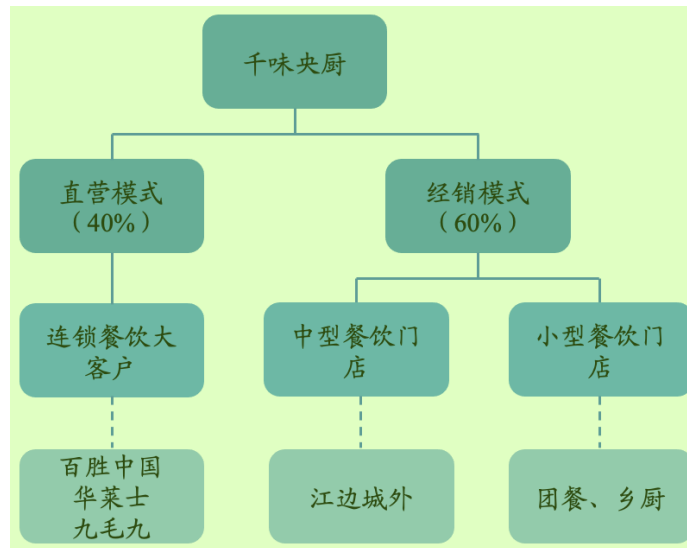 千味央厨
直营模式
（40%）
经销模式
（60%）
连锁餐饮大
客户
中型餐饮门
店
小型餐饮门
店
百胜中国
华莱士
九毛九
江边城外
团餐、乡厨